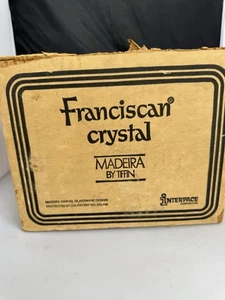 Franciscan®
crystal
MADEIRA
BY TIFFIN
INTERPACE